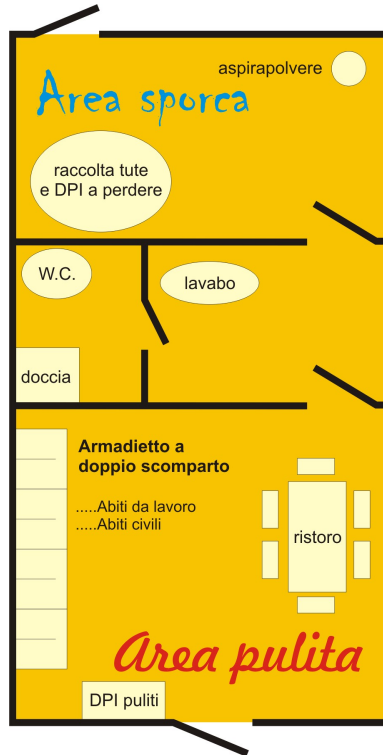 aspirapolvere
Area sporca
raccolta tute
e DPI a perdere
W.C.
lavabo
doccia
Armadietto a
doppio scomparto
.....Abiti da lavoro
.....Abiti civili
ristoro
Area pulita
DPI puliti